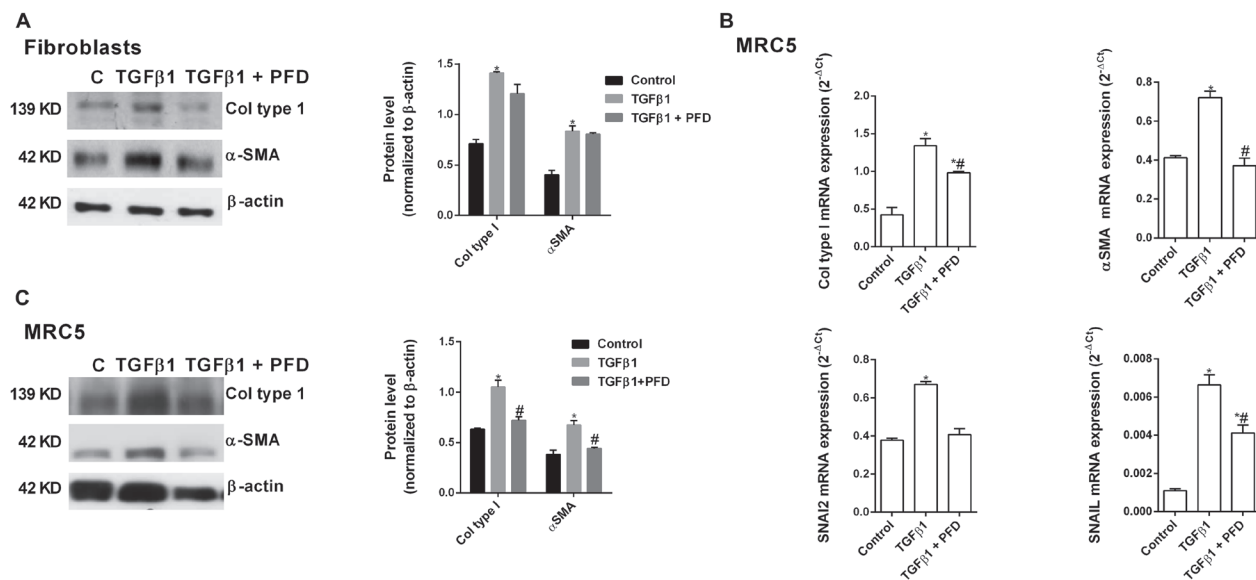 A
Fibroblasts
C TGFβ1 TGFβ1 + PFD
139 KD Col type 1
42 KD α-SMA
42 KD β-actin
Protein level
(normalized to β-actin)
1.5
1.0
0.5
0.0
*
*
Col type I
αSMA
Control
TGFβ1
TGFβ1 + PFD
B
MRC5
Col type I mRNA expression (2-ΔCt)
2.0
1.5
1.0
0.5
0.0
*
*#
Control
TGFβ1
TGFβ1 + PFD
αSMA mRNA expression (2-ΔCt)
0.8
0.6
0.4
0.2
0.0
*
#
Control
TGFβ1
TGFβ1 + PFD
C
MRC5
C TGFβ1 TGFβ1 + PFD
139 KD Col type 1
42 KD α-SMA
42 KD β-actin
Protein level
(normalized to β-actin)
1.5
1.0
0.5
0.0
*
#
*
#
Col type I
αSMA
Control
TGFβ1
TGFβ1+PFD
SNAI2 mRNA expression (2-ΔCt)
0.8
0.6
0.4
0.2
0.0
*
Control
TGFβ1
TGFβ1 + PFD
SNAIL mRNA expression (2-ΔCt)
0.008
0.006
0.004
0.002
0.000
*
*#
Control
TGFβ1
TGFβ1 + PFD